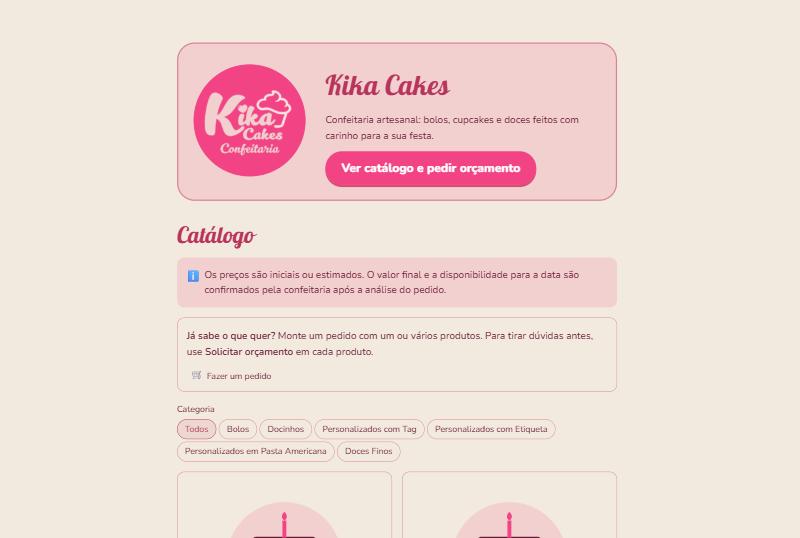 Kika
Cakes
Confeitaria
Kika Cakes
Confeitaria artesanal: bolos, cupcakes e doces feitos com
carinho para a sua festa.
Ver catálogo e pedir orçamento
Catálogo
Os preços são iniciais ou estimados. O valor final e a disponibilidade para a data são
confirmados pela confeitaria após a análise do pedido.
Já sabe o que quer? Monte um pedido com um ou vários produtos. Para tirar dúvidas antes,
use Solicitar orçamento em cada produto.
Fazer um pedido
Categoria
Todos Bolos Docinhos Personalizados com Tag Personalizados com Etiqueta
Personalizados em Pasta Americana Doces Finos